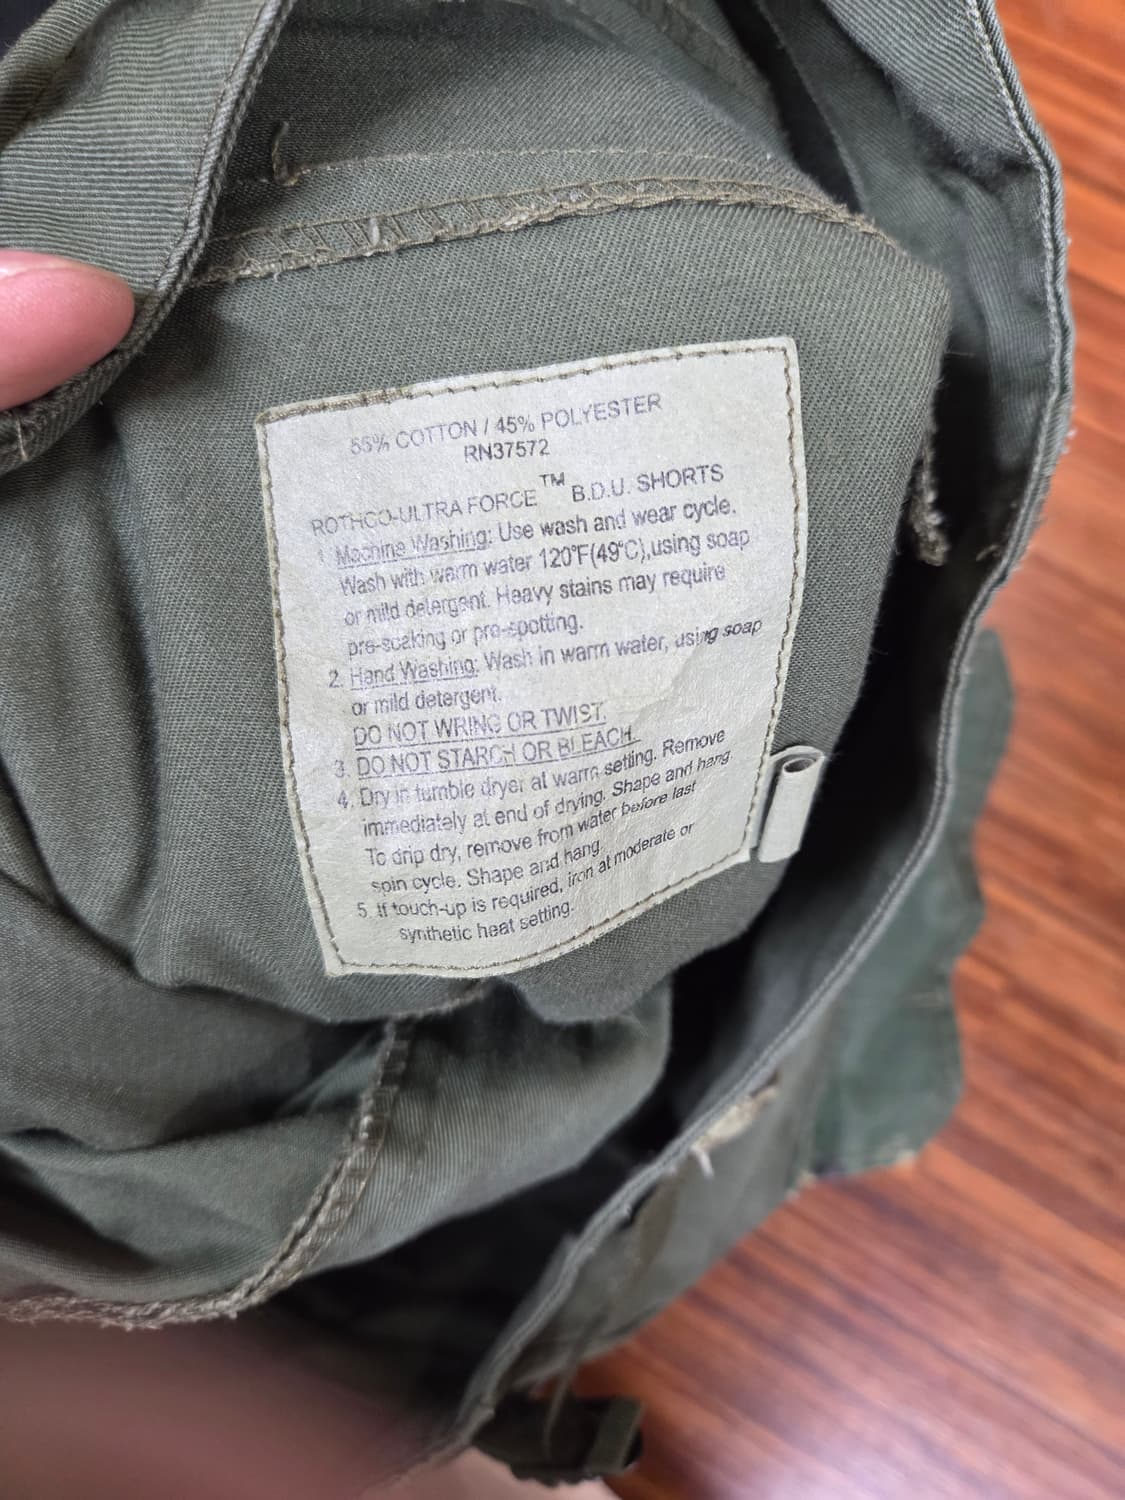 55% COTTON / 45% POLYESTER
RN37572
ROTHCO-ULTRA FORCE™ B.D.U. SHORTS
1. Machine Washing: Use wash and wear cycle.
Wash with warm water 120°F(49°C),using soap
or mild detergent. Heavy stains may require
pre-soaking or pre-spotting.
2. Hand Washing: Wash in warm water, using soap
or mild detergent.
DO NOT WRING OR TWIST.
3. DO NOT STARCH OR BLEACH.
4. Dry in tumble dryer at warm setting. Remove
immediately at end of drying. Shape and hang.
To drip dry, remove from water before last
spin cycle. Shape and hang.
5. If touch-up is required, iron at moderate or
synthetic heat setting.